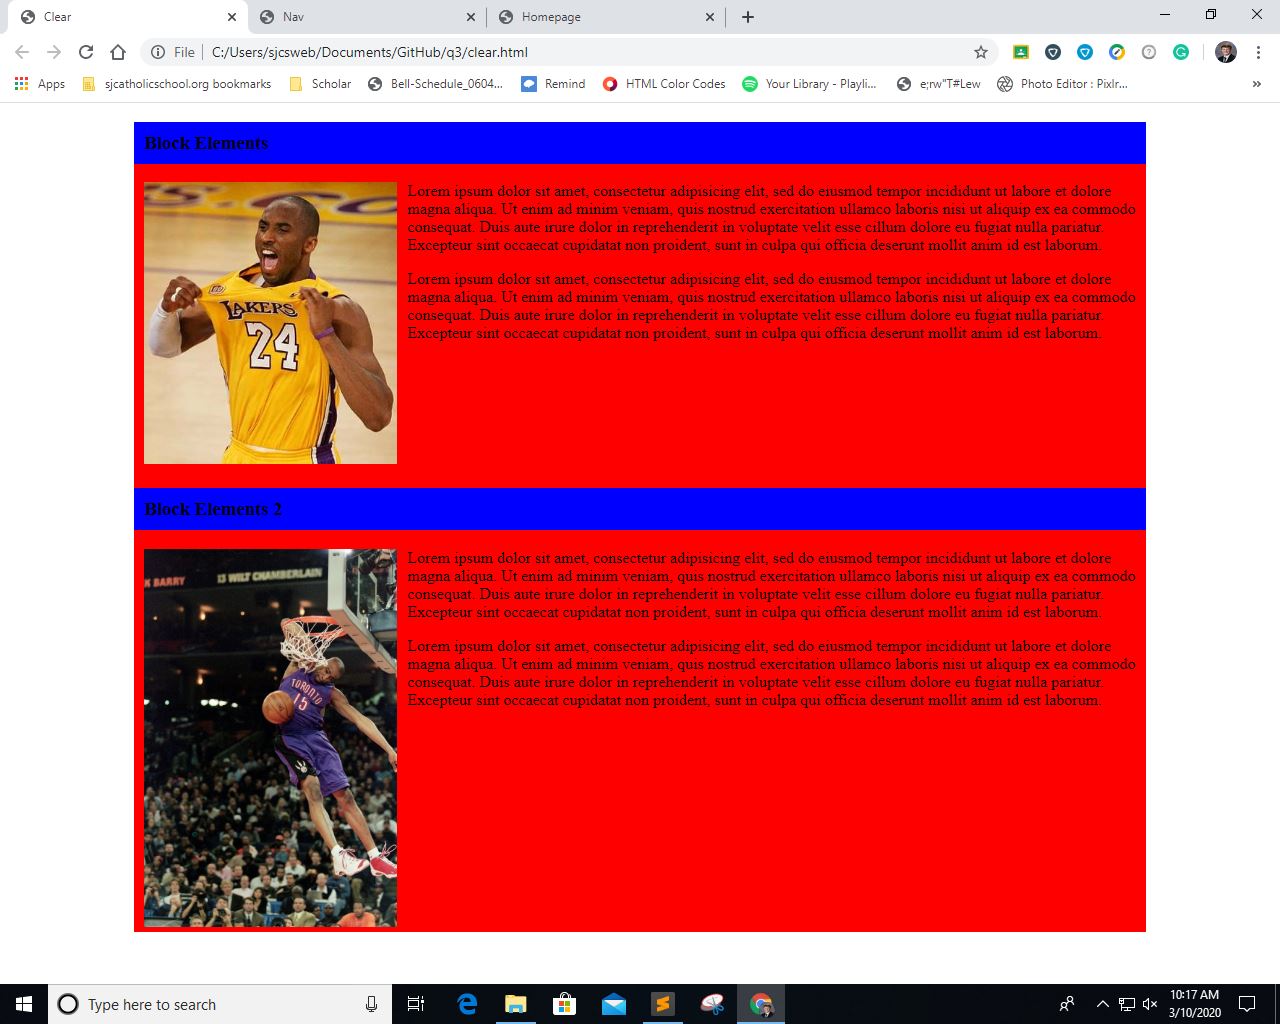 Clear
Nav
Homepage
File
C:/Users/sjcsweb/Documents/GitHub/q3/clear.html
Apps
sjcatholicschool.org bookmarks
Scholar
Bell-Schedule_0604...
Remind
HTML Color Codes
Your Library - Playli...
e;rw"T#Lew
Photo Editor : Pixlr...
»
Block Elements
LAKERS
24
Lorem ipsum dolor sit amet, consectetur adipisicing elit, sed do eiusmod tempor incididunt ut labore et dolore
magna aliqua. Ut enim ad minim veniam, quis nostrud exercitation ullamco laboris nisi ut aliquip ex ea commodo
consequat. Duis aute irure dolor in reprehenderit in voluptate velit esse cillum dolore eu fugiat nulla pariatur.
Excepteur sint occaecat cupidatat non proident, sunt in culpa qui officia deserunt mollit anim id est laborum.
Lorem ipsum dolor sit amet, consectetur adipisicing elit, sed do eiusmod tempor incididunt ut labore et dolore
magna aliqua. Ut enim ad minim veniam, quis nostrud exercitation ullamco laboris nisi ut aliquip ex ea commodo
consequat. Duis aute irure dolor in reprehenderit in voluptate velit esse cillum dolore eu fugiat nulla pariatur.
Excepteur sint occaecat cupidatat non proident, sunt in culpa qui officia deserunt mollit anim id est laborum.
Block Elements 2
K BARRY
13 WILT CHAMBERLAIN
TORONTO
15
Lorem ipsum dolor sit amet, consectetur adipisicing elit, sed do eiusmod tempor incididunt ut labore et dolore
magna aliqua. Ut enim ad minim veniam, quis nostrud exercitation ullamco laboris nisi ut aliquip ex ea commodo
consequat. Duis aute irure dolor in reprehenderit in voluptate velit esse cillum dolore eu fugiat nulla pariatur.
Excepteur sint occaecat cupidatat non proident, sunt in culpa qui officia deserunt mollit anim id est laborum.
Lorem ipsum dolor sit amet, consectetur adipisicing elit, sed do eiusmod tempor incididunt ut labore et dolore
magna aliqua. Ut enim ad minim veniam, quis nostrud exercitation ullamco laboris nisi ut aliquip ex ea commodo
consequat. Duis aute irure dolor in reprehenderit in voluptate velit esse cillum dolore eu fugiat nulla pariatur.
Excepteur sint occaecat cupidatat non proident, sunt in culpa qui officia deserunt mollit anim id est laborum.
Type here to search
10:17 AM
3/10/2020